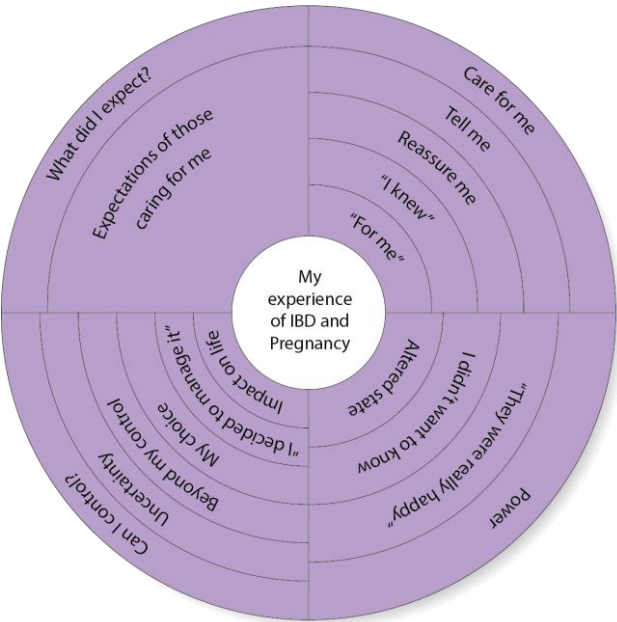 What did I expect?
Expectations of those
caring for me
Care for me
Tell me
Reassure me
"I knew"
"For me"
My
experience
of IBD and
Pregnancy
Impact on life
"I decided to manage it"
My choice
Beyond my control
Uncertainty
Can I control?
Altered state
I didn't want to know
"They were really happy"
Power